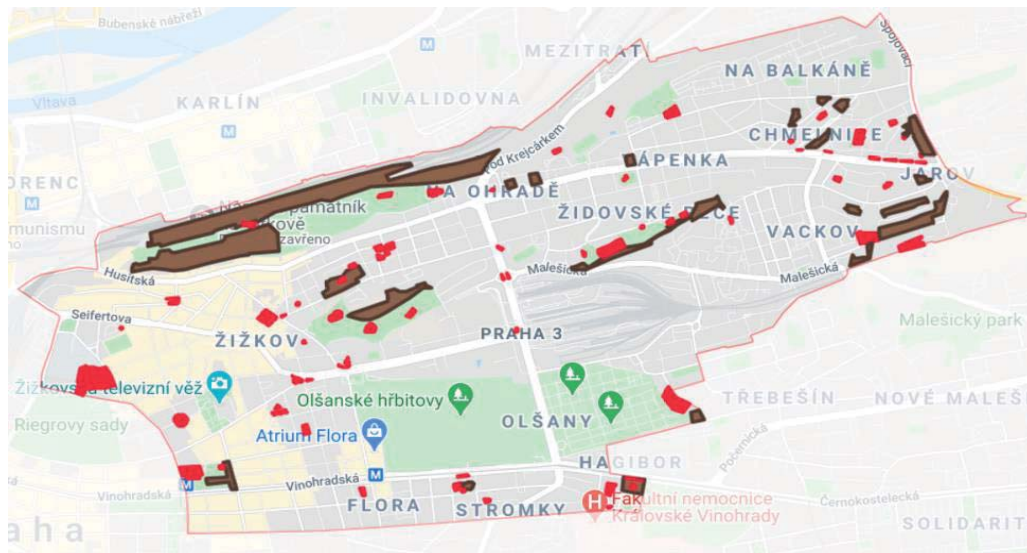 Bubenské nábřeží
M
MEZITRATÍ
Spojovací
NA BALKÁNĚ
Vltava
KARLÍN
INVALIDOVNA
M
CHMELNICE
Pod Krejcárkem
ÁPENKA
JAROV
ORENC
M
NA OHRADĚ
památník
ŽIDOVSKÉ PECE
munismu
zavřeno
VACKOV
Husitská
Malešická
Malešická
Seifertova
ŽIŽKOV
PRAHA 3
Malešický park
Žižkovská televizní věž
Olšanské hřbitovy
TŘEBEŠÍN
NOVÉ MALEŠ
Riegrovy sady
OLŠANY
Atrium Flora
Počernická
M
HAGIBOR
Vinohradská
Vinohradská
FLORA
STROMKY
H
Fakultní nemocnice
Královské Vinohrady
Černokostelecká
SOLIDARIT
aha